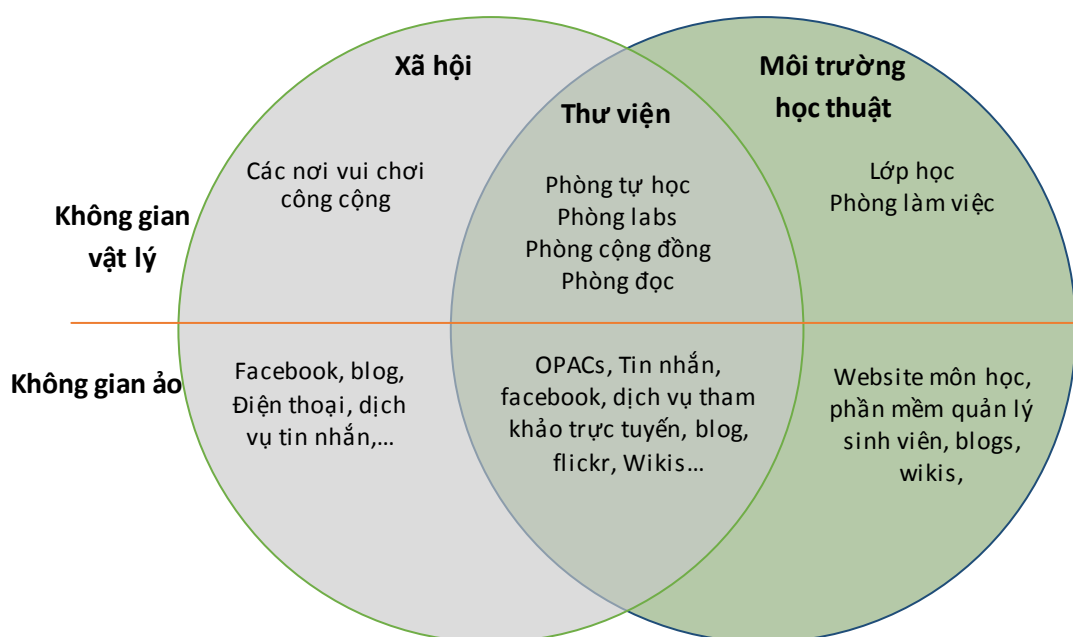 Xã hội
Môi trường
học thuật
Thư viện
Các nơi vui chơi
công cộng
Phòng tự học
Phòng labs
Phòng cộng đồng
Phòng đọc
Lớp học
Phòng làm việc
Không gian
vật lý
Không gian ảo
Facebook, blog,
Điện thoại, dịch
vụ tin nhắn,...
OPACs, Tin nhắn,
facebook, dịch vụ tham
khảo trực tuyến, blog,
flickr, Wikis...
Website môn học,
phần mềm quản lý
sinh viên, blogs,
wikis,